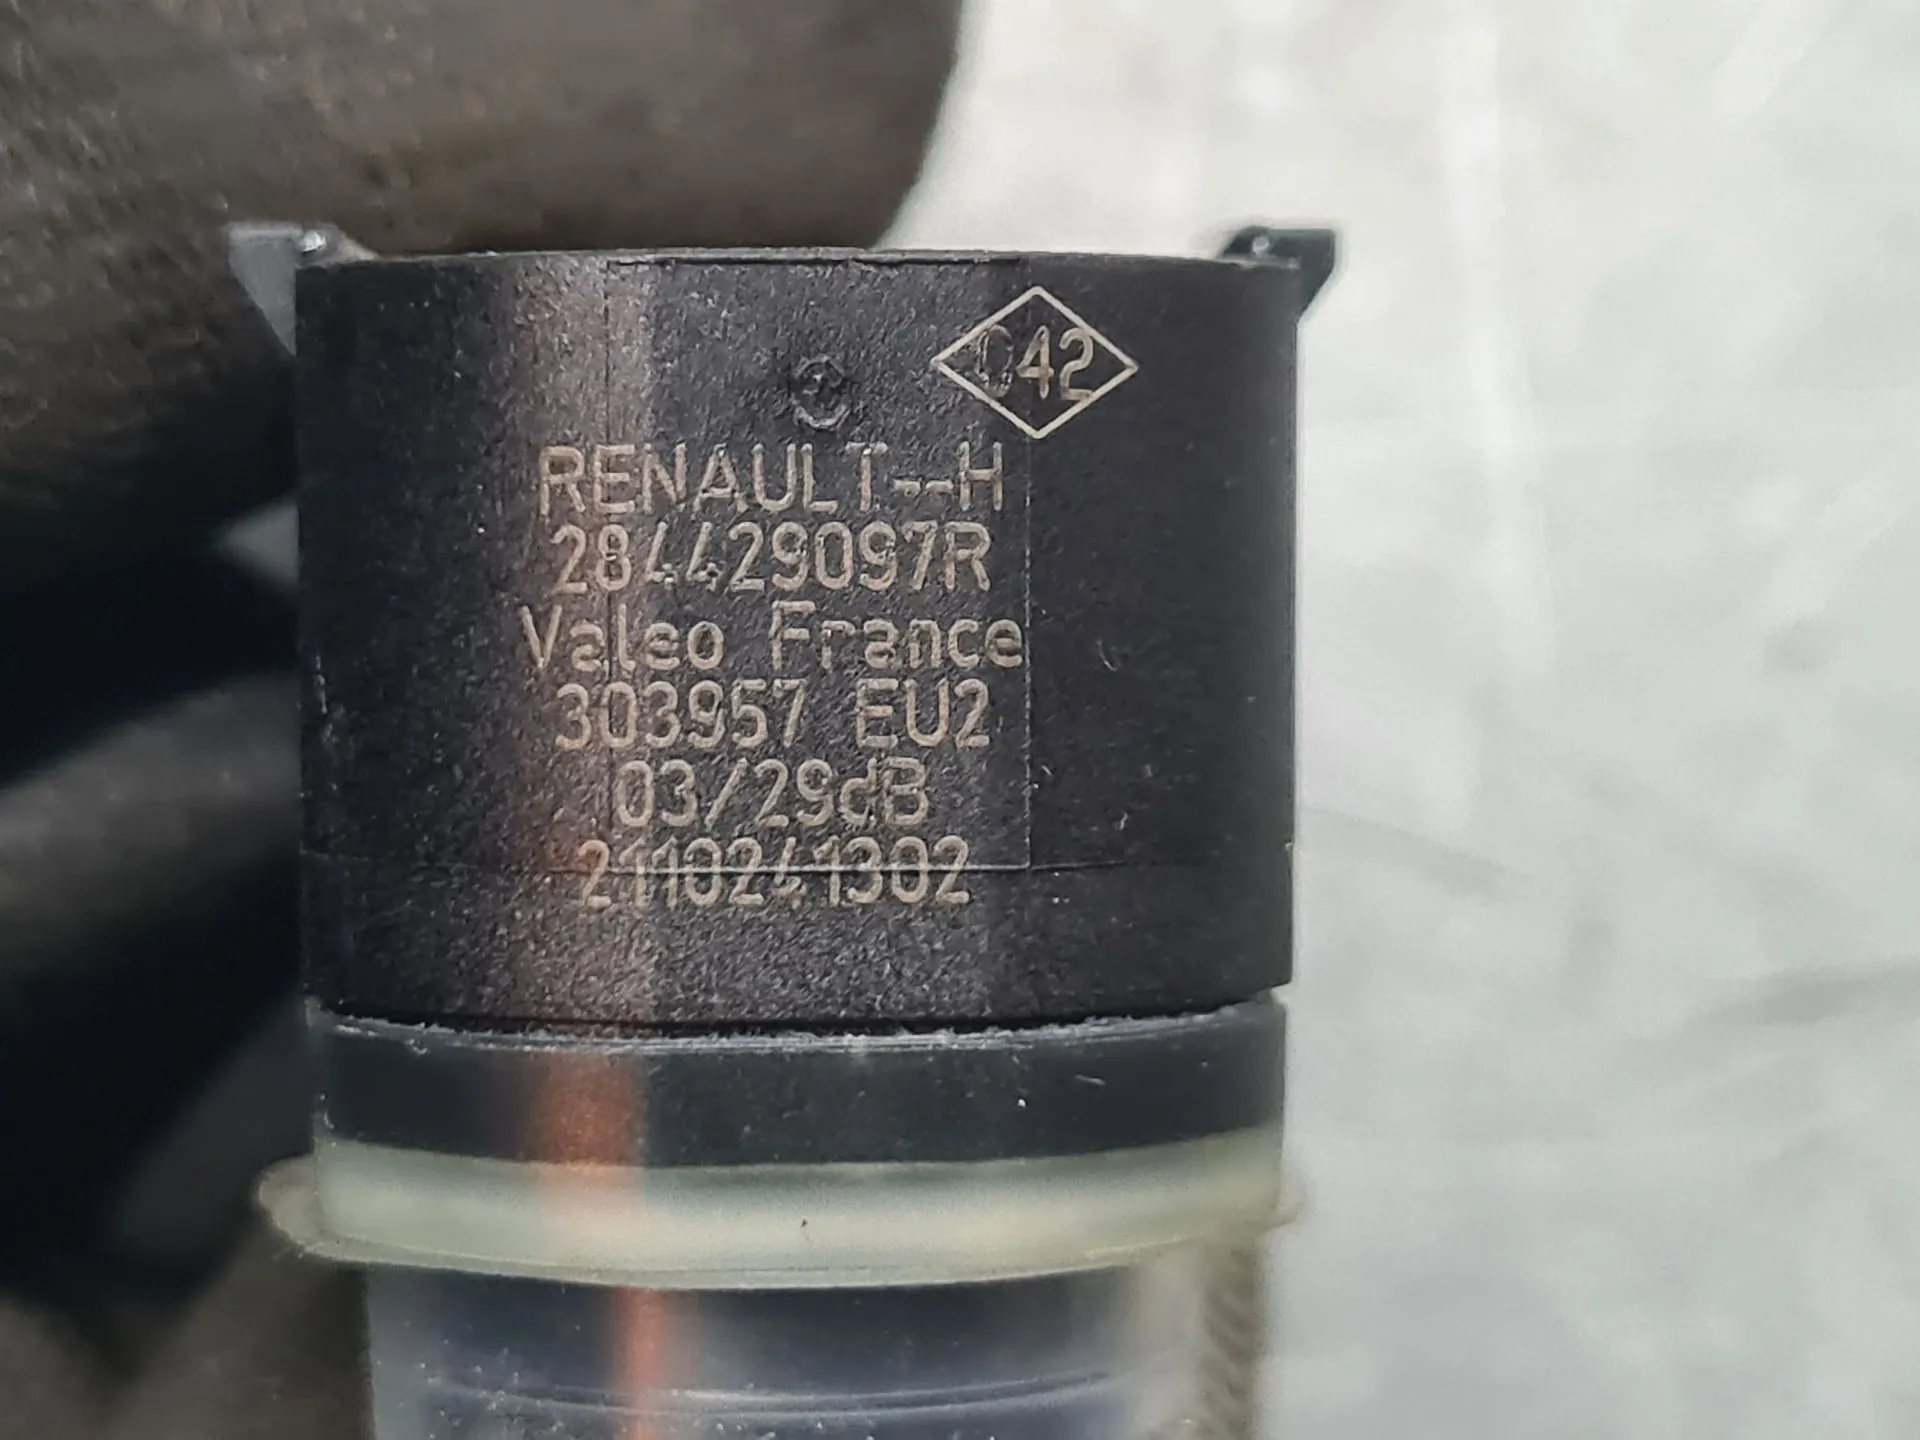 042
RENAULT--H
284429097R
Valeo France
303957 EU2
03/29dB
2110241302